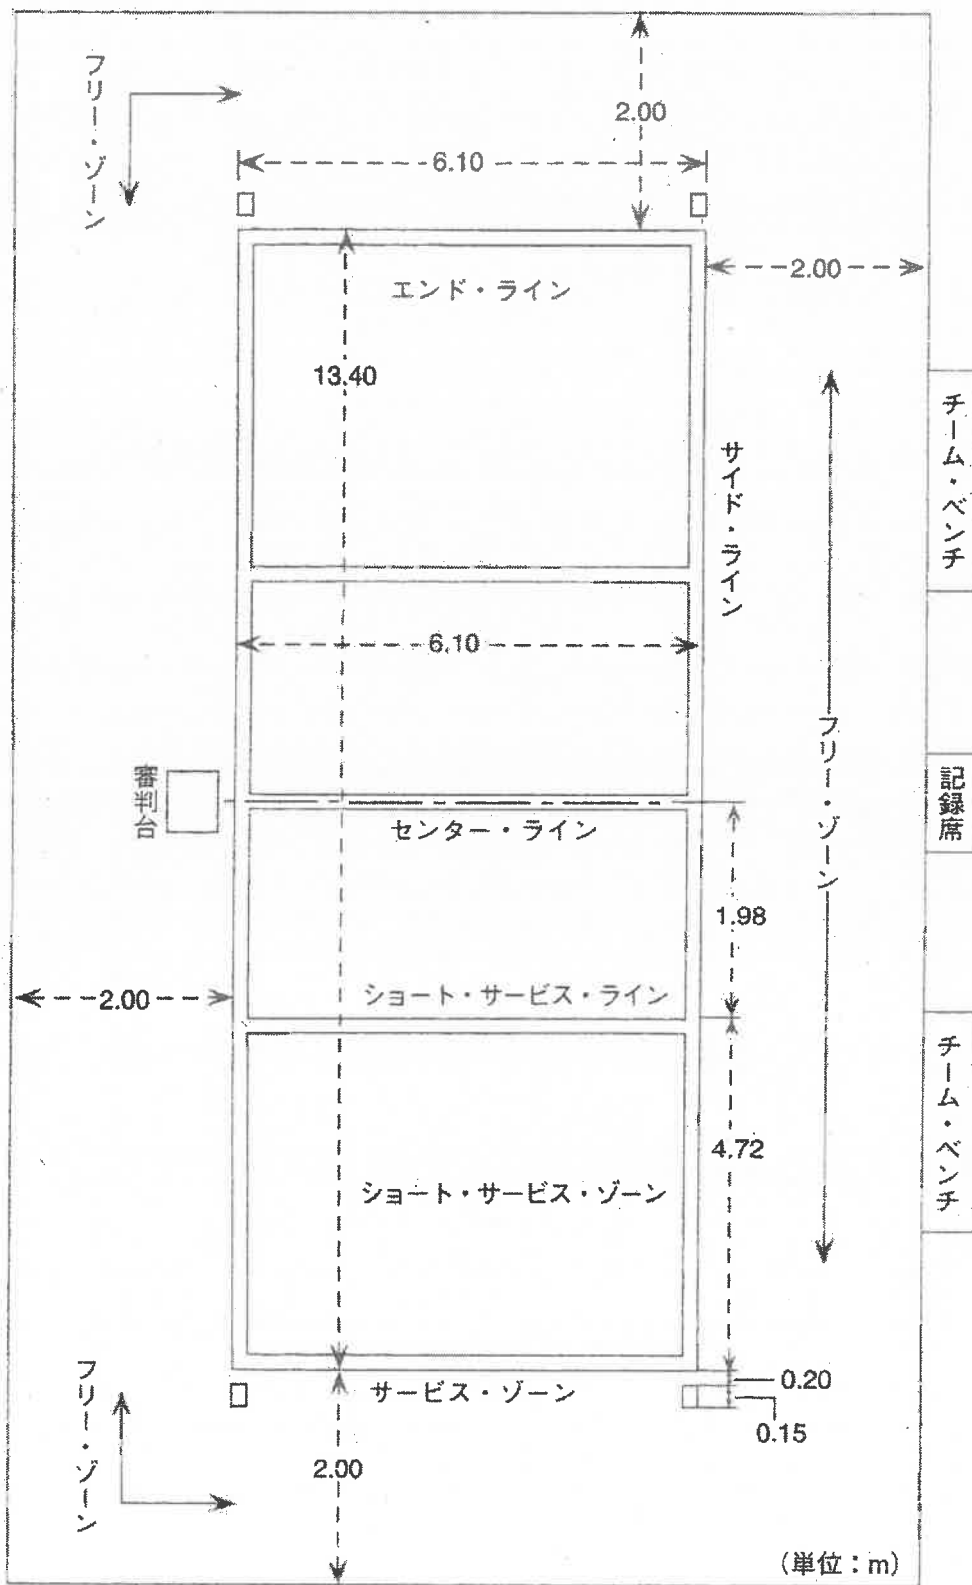 フリー・ゾーン
2.00
6.10
エンド・ライン
2.00
13.40
チーム・ベンチ
サイド・ライン
6.10
フリー・ゾーン
審判台
記録席
センター・ライン
1.98
2.00
ショート・サービス・ライン
チーム・ベンチ
4.72
ショート・サービス・ゾーン
フリー・ゾーン
サービス・ゾーン
0.20
0.15
2.00
(単位：m)